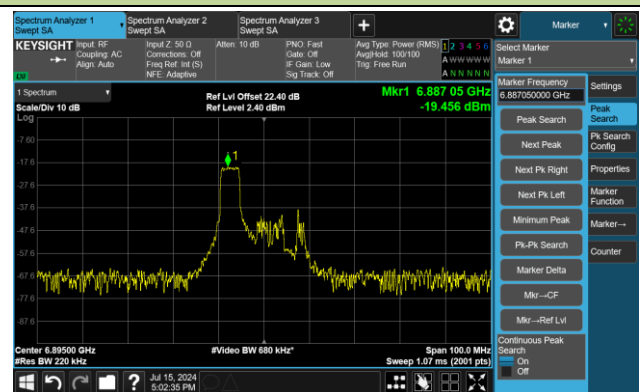 Spectrum Analyzer 1
Swept SA
Spectrum Analyzer 2
Swept SA
Spectrum Analyzer 3
Swept SA
Marker
KEYSIGHT
Input: RF
Coupling: AC
Align: Auto
Input Z: 50 Ω
Corrections: Off
Freq Ref: Int (S)
NFE: Adaptive
Atten: 10 dB
PNO: Fast
Gate: Off
IF Gain: Low
Sig Track: Off
Avg Type: Power (RMS)
Avg|Hold: 100/100
Trig: Free Run
1 2 3 4 5 6
A W W W W W
A N N N N N
LV
Select Marker
Marker 1
1 Spectrum
Scale/Div 10 dB
Log
Ref Lvl Offset 22.40 dB
Ref Level 2.40 dBm
Mkr1 6.887 05 GHz
-19.456 dBm
1
-7.60
-17.6
-27.6
-37.6
-47.6
-57.6
-67.6
-77.6
-87.6
Center 6.89500 GHz
#Res BW 220 kHz
#Video BW 680 kHz*
Span 100.0 MHz
Sweep 1.07 ms (2001 pts)
Marker Frequency
6.887050000 GHz
Peak Search
Next Peak
Next Pk Right
Next Pk Left
Minimum Peak
Pk-Pk Search
Marker Delta
Mkr→CF
Mkr→Ref Lvl
Continuous Peak
Search
On
Off
Settings
Peak
Search
Pk Search
Config
Properties
Marker
Function
Marker→
Counter
?
Jul 15, 2024
5:02:35 PM